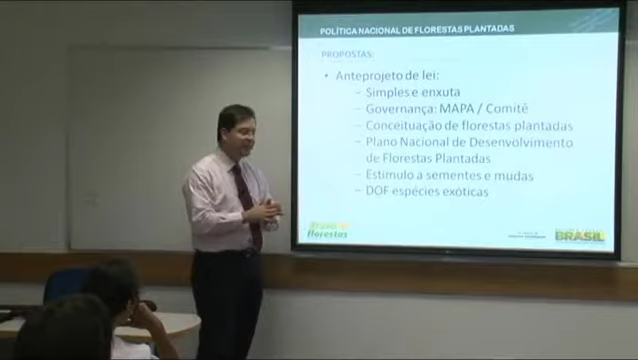 POLÍTICA NACIONAL DE FLORESTAS PLANTADAS
PROPOSTAS:
• Anteprojeto de lei:
– Simples e enxuta
– Governança: MAPA / Comitê
– Conceituação de florestas plantadas
– Plano Nacional de Desenvolvimento
de Florestas Plantadas
– Estimulo a sementes e mudas
– DOF espécies exóticas
florestas
BRASIL